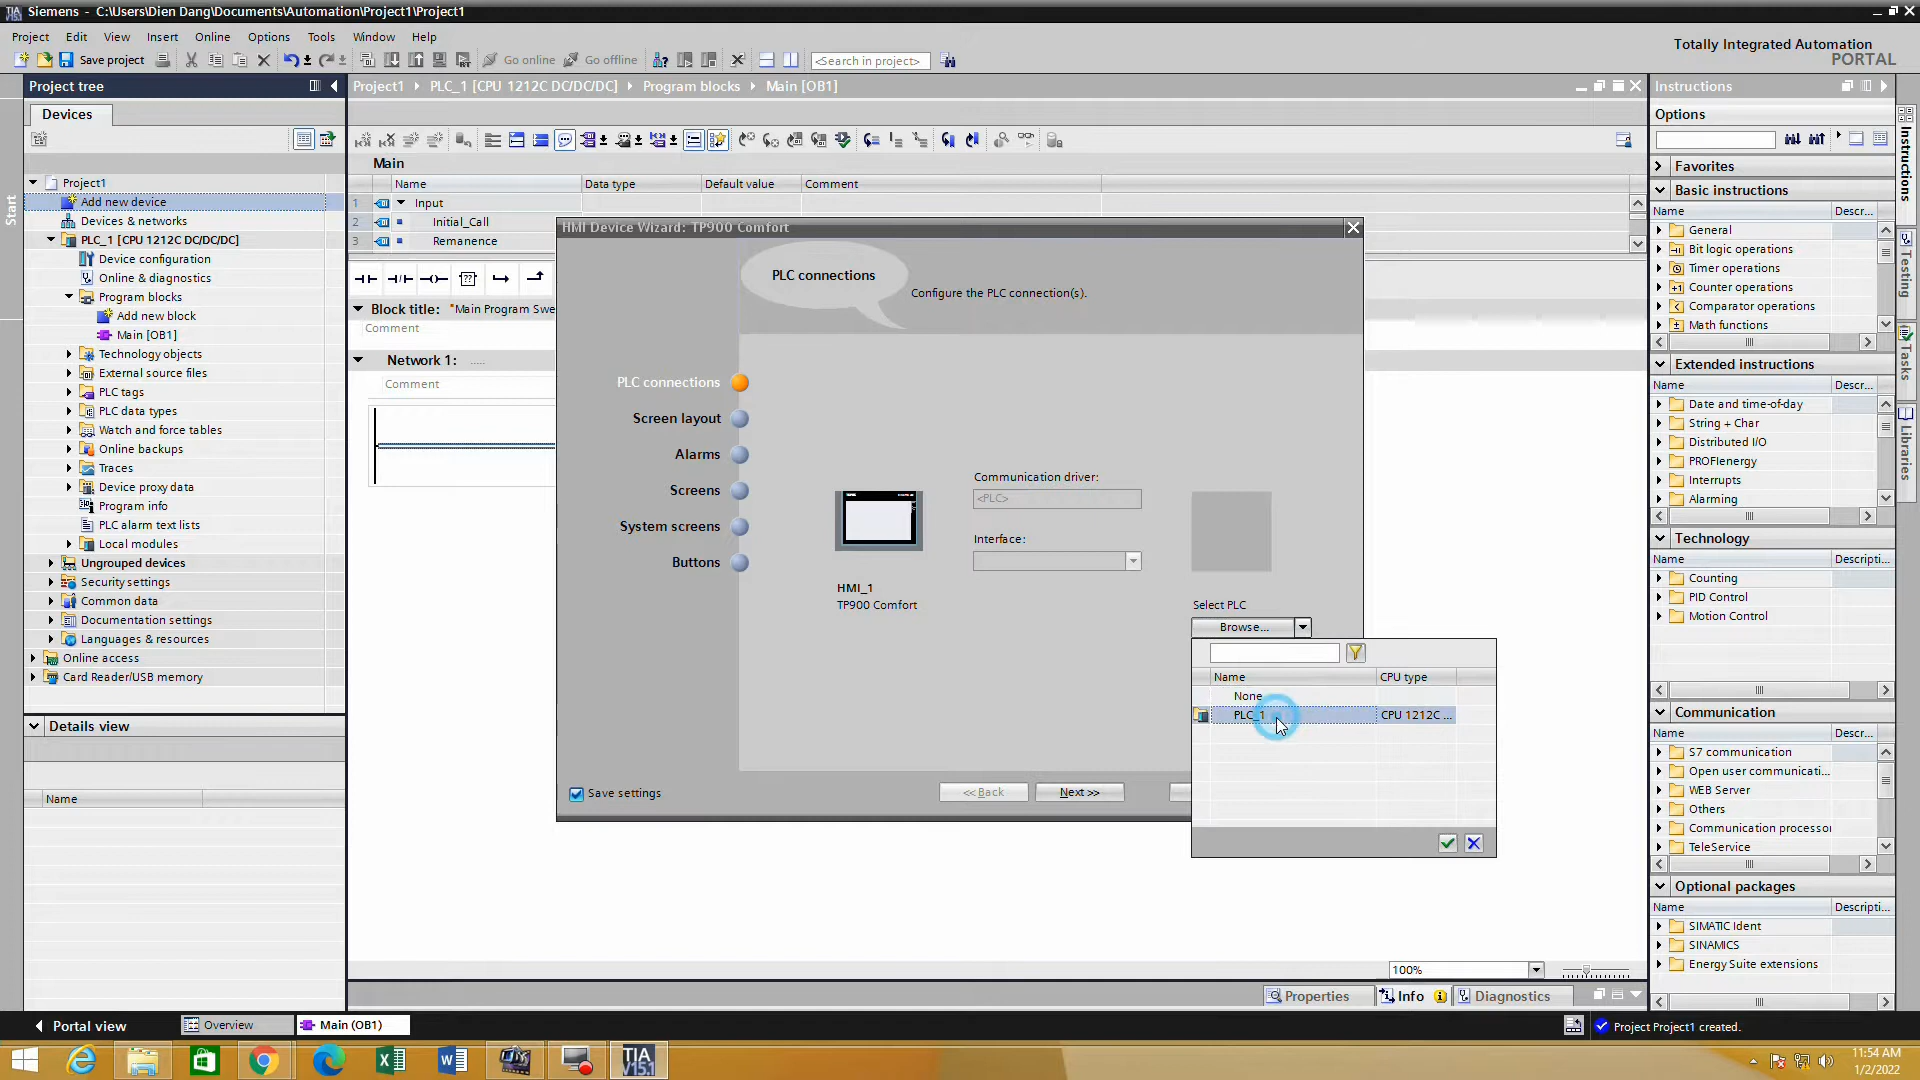 Siemens - C:\Users\Dien Dang\Documents\Automation\Project1\Project1
Project Edit View Insert Online Options Tools Window Help
Totally Integrated Automation
PORTAL
Save project
Go online
Go offline
<Search in project>
Project tree
Project1 PLC_1 [CPU 1212C DC/DC/DC] Program blocks Main [OB1]
Devices
Project1
Add new device
Devices & networks
PLC_1 [CPU 1212C DC/DC/DC]
Device configuration
Online & diagnostics
Program blocks
Add new block
Main [OB1]
Technology objects
External source files
PLC tags
PLC data types
Watch and force tables
Online backups
Traces
Device proxy data
Program info
PLC alarm text lists
Local modules
Ungrouped devices
Security settings
Common data
Documentation settings
Languages & resources
Online access
Card Reader/USB memory
Details view
Name
Start
Main
Name Data type Default value Comment
1 Input
2 Initial_Call
3 Remanence
Block title: "Main Program Swe
Comment
Network 1: .....
Comment
HMI Device Wizard: TP900 Comfort
PLC connections
Configure the PLC connection(s).
PLC connections
Screen layout
Alarms
Screens
System screens
Buttons
Communication driver:
<PLC>
Interface:
HMI_1
TP900 Comfort
Select PLC
Browse...
Name CPU type
None
PLC_1 CPU 1212C ...
Save settings
<< Back
Next >>
100%
Properties
Info
Diagnostics
Instructions
Options
Favorites
Basic instructions
Name Descr...
General
Bit logic operations
Timer operations
Counter operations
Comparator operations
Math functions
Extended instructions
Name Descr...
Date and time-of-day
String + Char
Distributed I/O
PROFIenergy
Interrupts
Alarming
Technology
Name Descripti...
Counting
PID Control
Motion Control
Communication
Name Descr...
S7 communication
Open user communicati...
WEB Server
Others
Communication processor
TeleService
Optional packages
Name Descripti...
SIMATIC Ident
SINAMICS
Energy Suite extensions
Instructions
Testing
Tasks
Libraries
Portal view
Overview
Main (OB1)
Project Project1 created.
TIA
V15.1
11:54 AM
1/2/2022